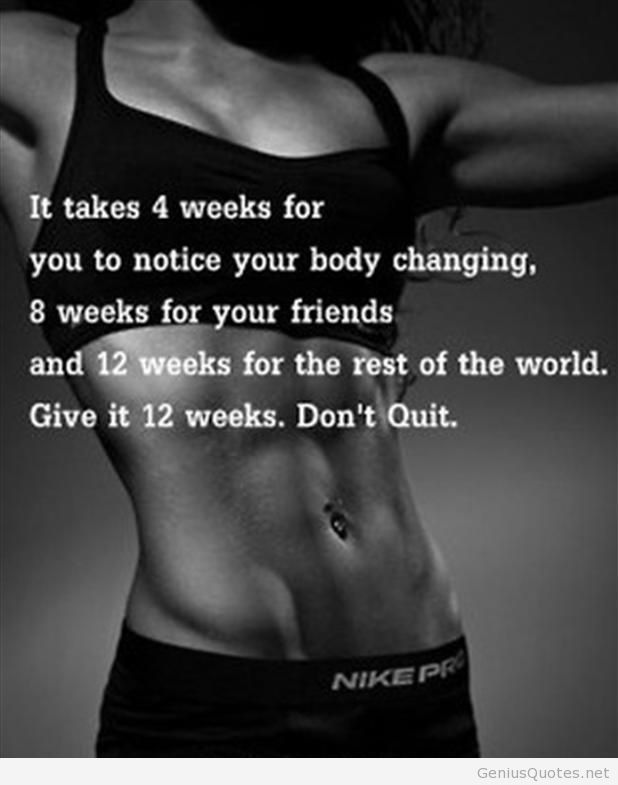 It takes 4 weeks for
you to notice your body changing,
8 weeks for your friends
and 12 weeks for the rest of the world.
Give it 12 weeks. Don't Quit.
NIKE PRO
GeniusQuotes.net